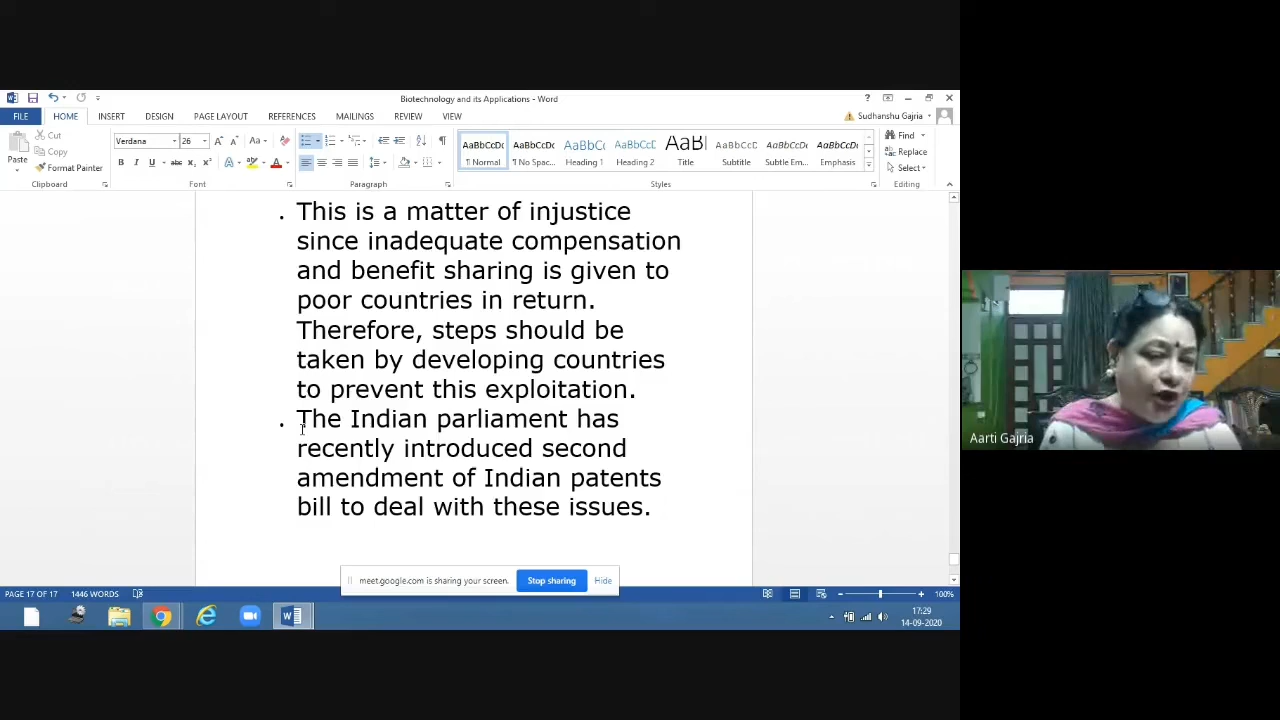 Biotechnology and its Applications - Word
FILE HOME INSERT DESIGN PAGE LAYOUT REFERENCES MAILINGS REVIEW VIEW Sudhanshu Gajria
Cut
Copy
Format Painter
Paste
Clipboard
Verdana 26
Font
Paragraph
AaBbCcDc ¶ Normal
AaBbCcDc ¶ No Spac...
AaBbCc Heading 1
AaBbCcD Heading 2
AaBl Title
AaBbCcD Subtitle
AaBbCcDc Subtle Em...
AaBbCcDc Emphasis
Styles
Find
Replace
Select
Editing
. This is a matter of injustice
since inadequate compensation
and benefit sharing is given to
poor countries in return.
Therefore, steps should be
taken by developing countries
to prevent this exploitation.
. The Indian parliament has
recently introduced second
amendment of Indian patents
bill to deal with these issues.
meet.google.com is sharing your screen. Stop sharing Hide
PAGE 17 OF 17 1446 WORDS 100%
17:29
14-09-2020
Aarti Gajria